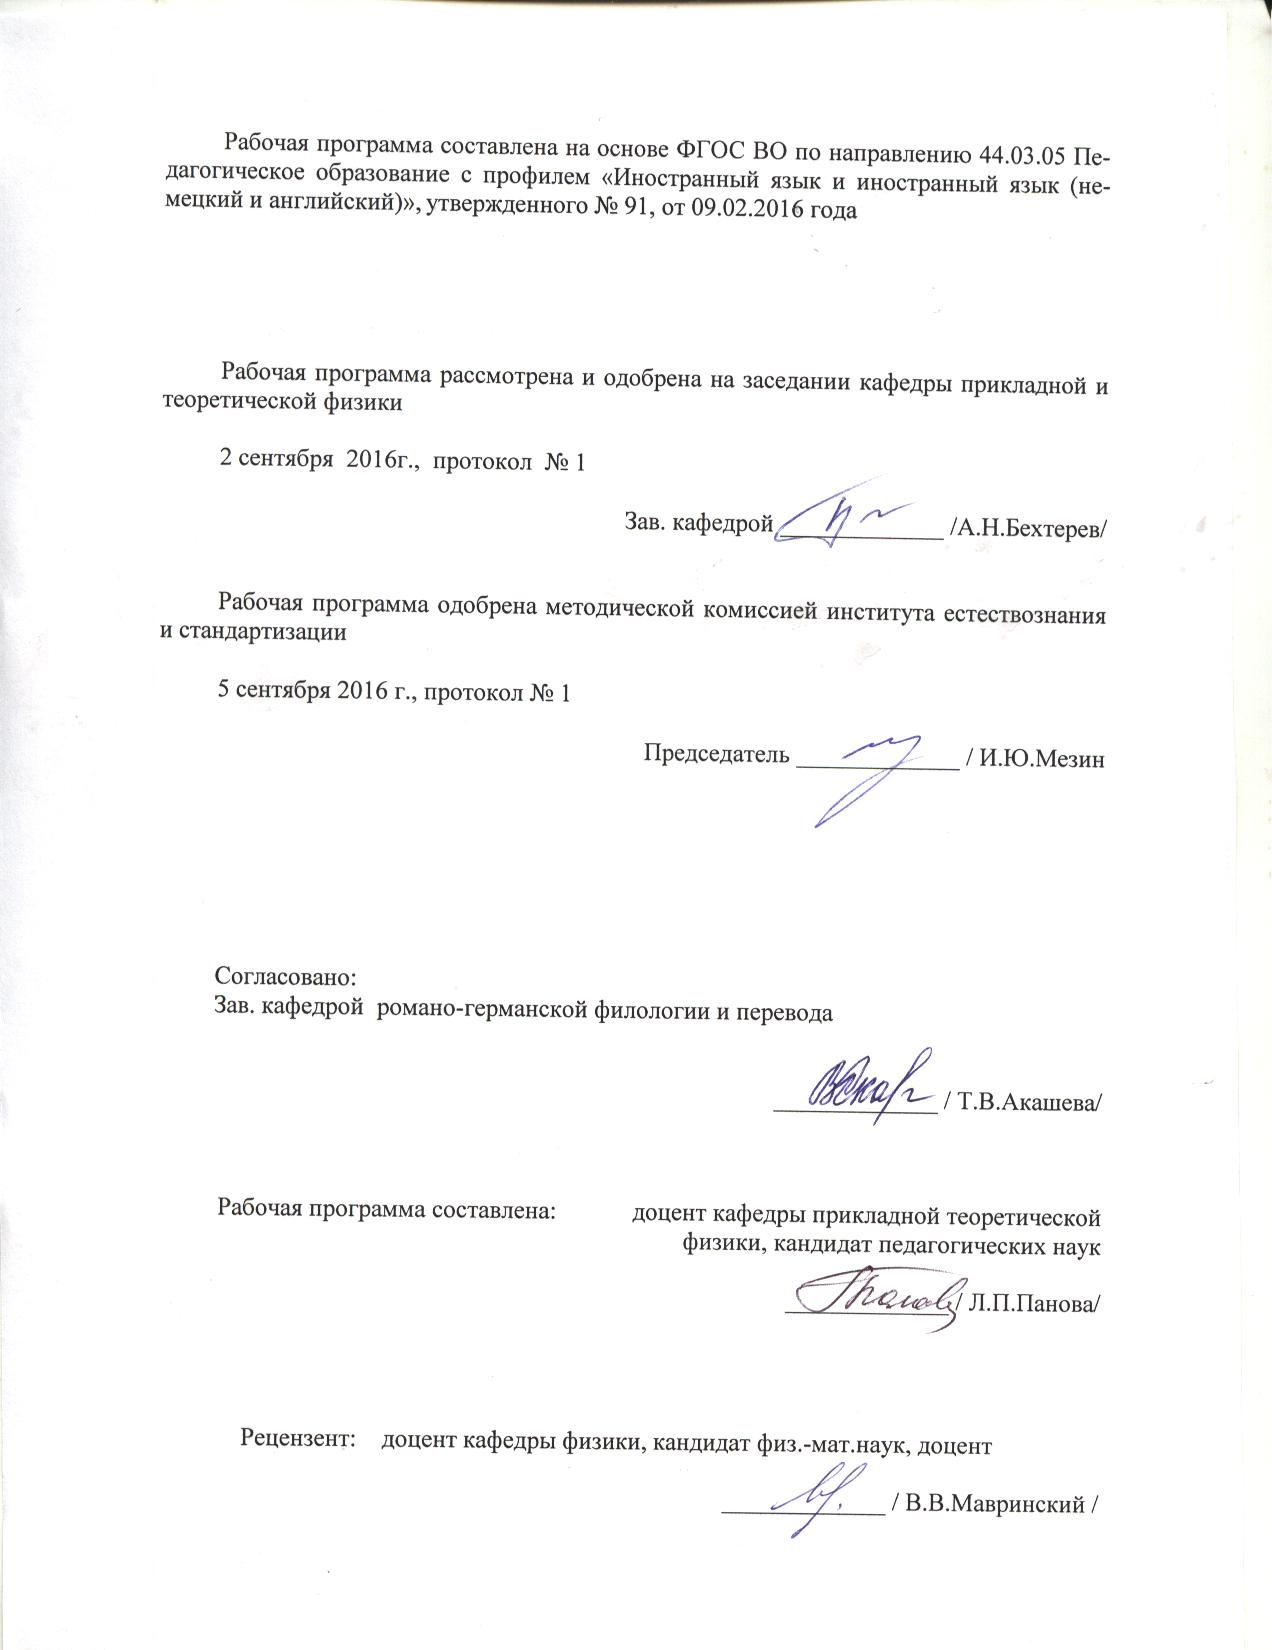 Рабочая программа составлена на основе ФГОС ВО по направлению 44.03.05 Пе-
дагогическое образование с профилем «Иностранный язык и иностранный язык (не-
мецкий и английский)», утвержденного № 91, от 09.02.2016 года
Рабочая программа рассмотрена и одобрена на заседании кафедры прикладной и
теоретической физики
2 сентября 2016г., протокол № 1
Зав. кафедрой /А.Н.Бехтерев/
Рабочая программа одобрена методической комиссией института естествознания
и стандартизации
5 сентября 2016 г., протокол № 1
Председатель / И.Ю.Мезин
Согласовано:
Зав. кафедрой романо-германской филологии и перевода
/ Т.В.Акашева/
Рабочая программа составлена: доцент кафедры прикладной теоретической
физики, кандидат педагогических наук
/ Л.П.Панова/
Рецензент: доцент кафедры физики, кандидат физ.-мат.наук, доцент
/ В.В.Мавринский /